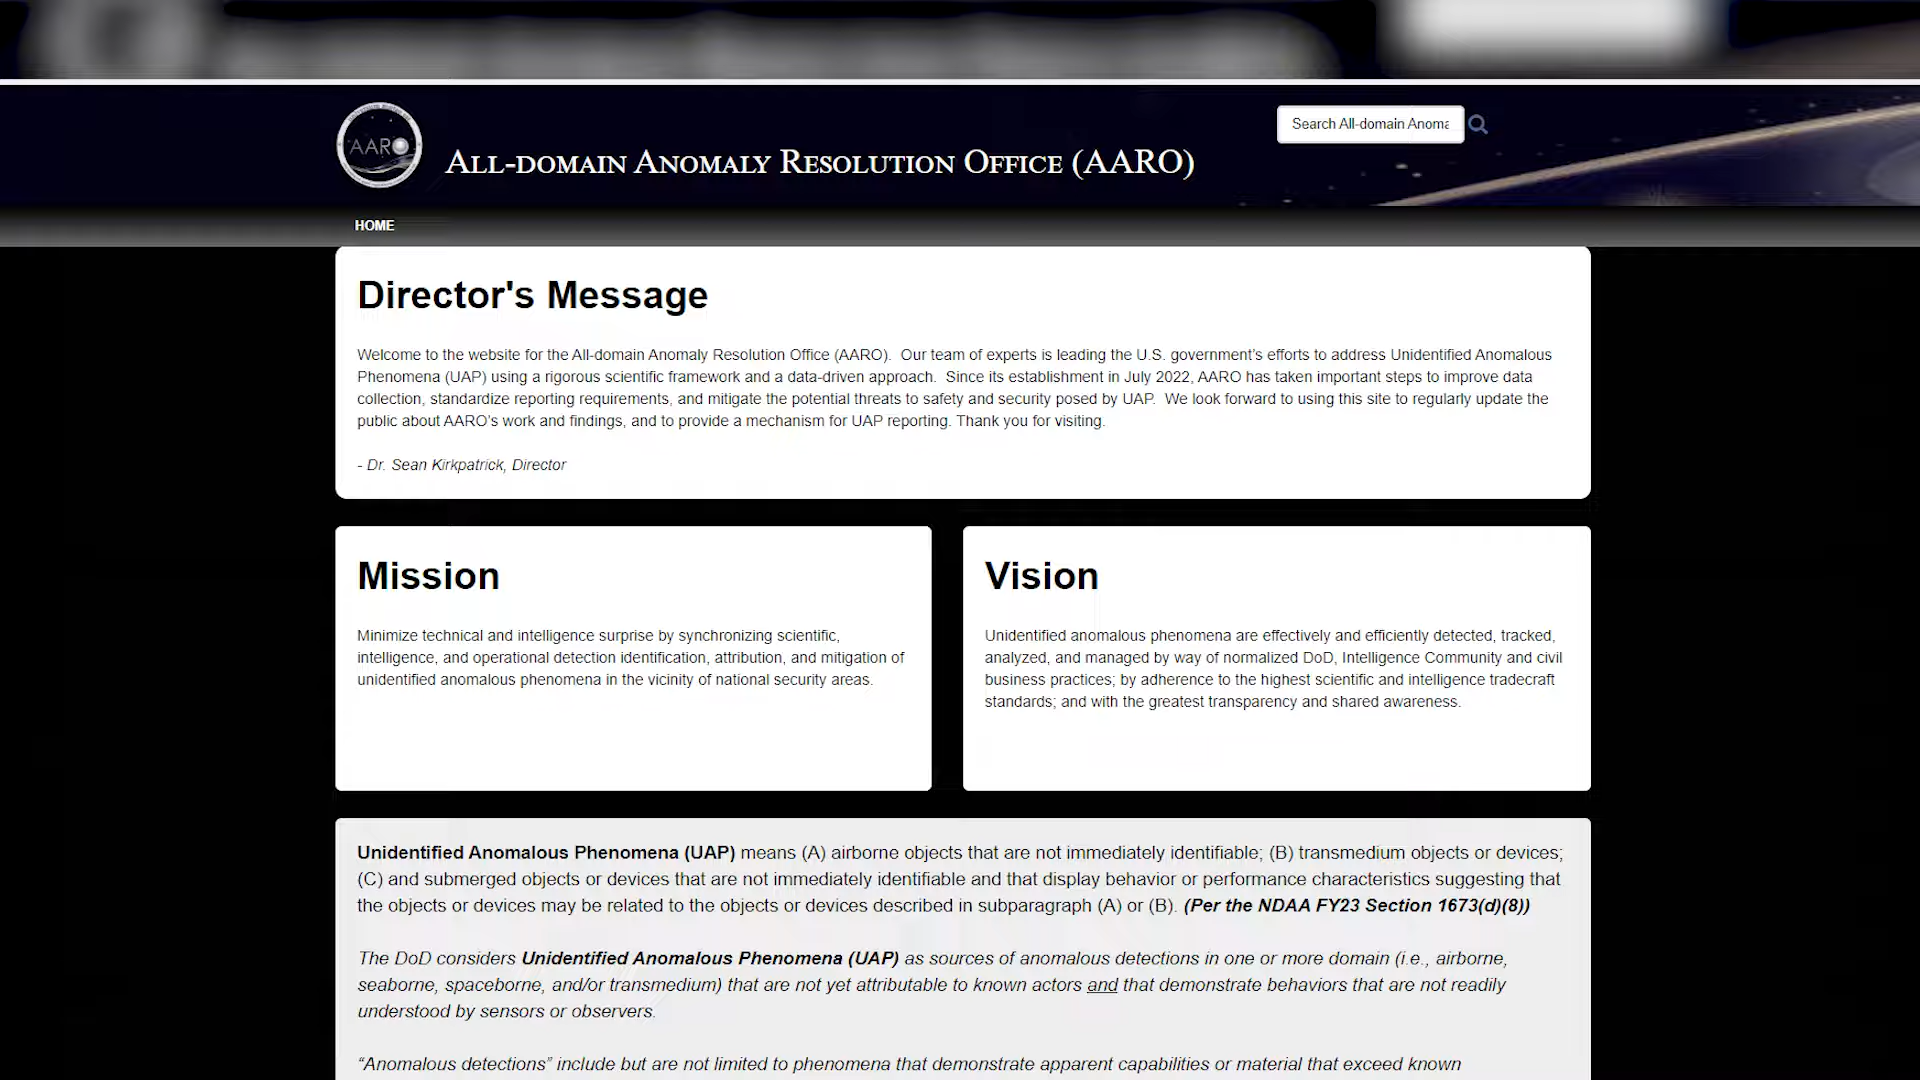 AARO
All-domain Anomaly Resolution Office (AARO)
Search All-domain Anoma
HOME
Director's Message
Welcome to the website for the All-domain Anomaly Resolution Office (AARO).  Our team of experts is leading the U.S. government’s efforts to address Unidentified Anomalous
Phenomena (UAP) using a rigorous scientific framework and a data-driven approach.  Since its establishment in July 2022, AARO has taken important steps to improve data
collection, standardize reporting requirements, and mitigate the potential threats to safety and security posed by UAP.  We look forward to using this site to regularly update the
public about AARO’s work and findings, and to provide a mechanism for UAP reporting. Thank you for visiting.
- Dr. Sean Kirkpatrick, Director
Mission
Minimize technical and intelligence surprise by synchronizing scientific,
intelligence, and operational detection identification, attribution, and mitigation of
unidentified anomalous phenomena in the vicinity of national security areas.
Vision
Unidentified anomalous phenomena are effectively and efficiently detected, tracked,
analyzed, and managed by way of normalized DoD, Intelligence Community and civil
business practices; by adherence to the highest scientific and intelligence tradecraft
standards; and with the greatest transparency and shared awareness.
Unidentified Anomalous Phenomena (UAP) means (A) airborne objects that are not immediately identifiable; (B) transmedium objects or devices;
(C) and submerged objects or devices that are not immediately identifiable and that display behavior or performance characteristics suggesting that
the objects or devices may be related to the objects or devices described in subparagraph (A) or (B). (Per the NDAA FY23 Section 1673(d)(8))
The DoD considers Unidentified Anomalous Phenomena (UAP) as sources of anomalous detections in one or more domain (i.e., airborne,
seaborne, spaceborne, and/or transmedium) that are not yet attributable to known actors and that demonstrate behaviors that are not readily
understood by sensors or observers.
“Anomalous detections” include but are not limited to phenomena that demonstrate apparent capabilities or material that exceed known